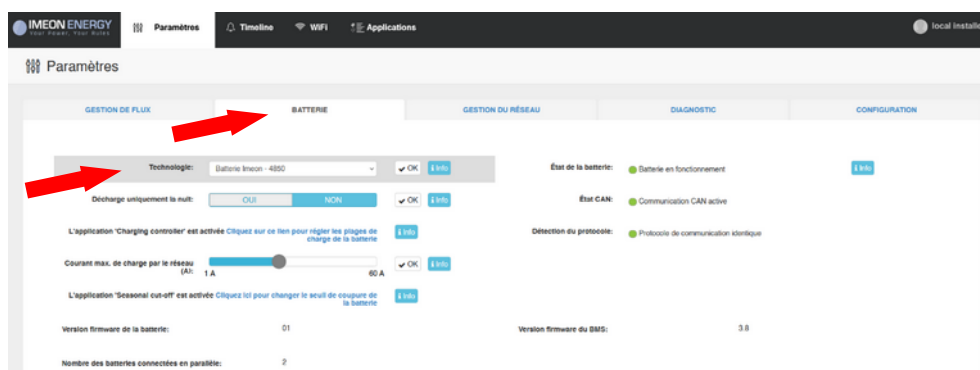 IMEON ENERGY
Your Power, Your Rules
Paramètres
Timeline
WiFi
Applications
local installe
Paramètres
GESTION DE FLUX
BATTERIE
GESTION DU RÉSEAU
DIAGNOSTIC
CONFIGURATION
Technologie:
Batterie Imeon - 4850
OK
Info
État de la batterie:
Batterie en fonctionnement
Info
Décharge uniquement la nuit:
OUI
NON
OK
Info
État CAN:
Communication CAN active
L'application 'Charging controller' est activée Cliquez sur ce lien pour régler les plages de
charge de la batterie
Info
Détection du protocole:
Protocole de communication identique
Courant max. de charge par le réseau
(A):
1 A
60 A
OK
Info
L'application 'Seasonal cut-off' est activée Cliquez ici pour changer le seuil de coupure de
la batterie
Info
Version firmware de la batterie:
01
Version firmware du BMS:
3.8
Nombre des batteries connectées en parallèle:
2